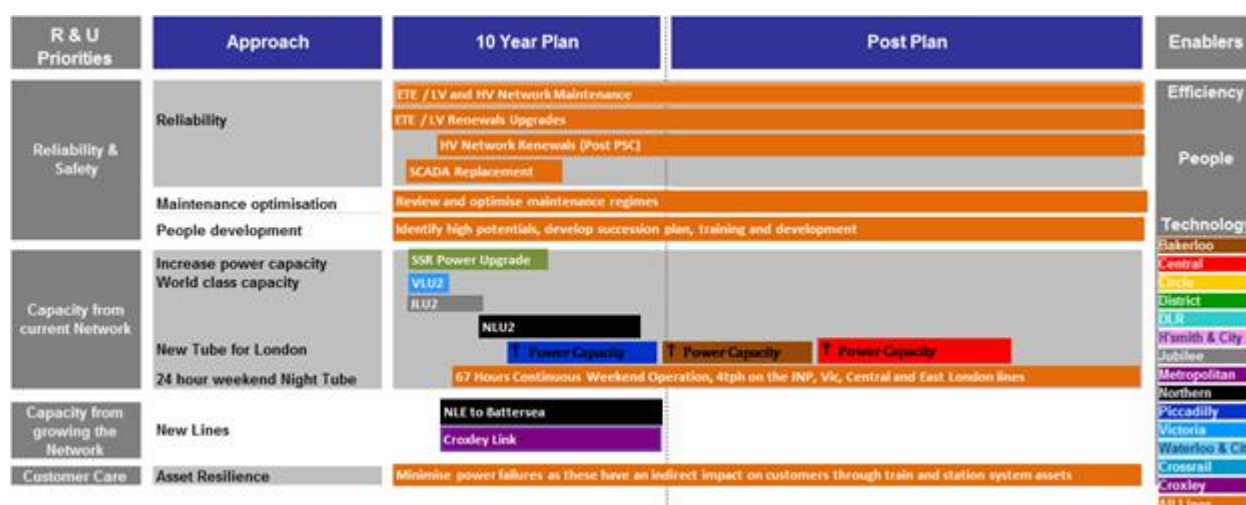 R & U
Priorities
Approach
10 Year Plan
Post Plan
Enablers
Reliability &
Safety
Reliability
ETE / LV and HV Network Maintenance
ETE / LV Renewals Upgrades
HV Network Renewals (Post PSC)
SCADA Replacement
Maintenance optimisation
Review and optimise maintenance regimes
People development
Identify high potentials, develop succession plan, training and development
Capacity from
current Network
Increase power capacity
World class capacity
SSR Power Upgrade
VLU2
JLU2
NLU2
New Tube for London
↑ Power Capacity
↑ Power Capacity
↑ Power Capacity
24 hour weekend Night Tube
67 Hours Continuous Weekend Operation, 4tph on the JNP, Vic, Central and East London lines
Capacity from
growing the
Network
New Lines
NLE to Battersea
Croxley Link
Customer Care
Asset Resilience
Minimise power failures as these have an indirect impact on customers through train and station system assets
Efficiency
People
Technology
Bakerloo
Central
Circle
District
DLR
H'smith & City
Jubilee
Metropolitan
Northern
Piccadilly
Victoria
Waterloo & Cit
Crossrail
Croxley
All Lines